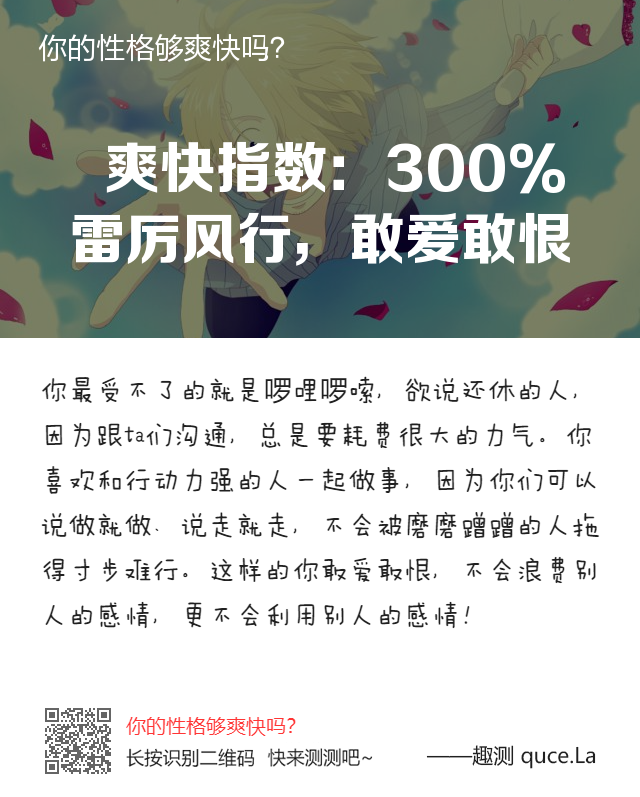 你的性格够爽快吗?
爽快指数：300%
雷厉风行，敢爱敢恨
你最受不了的就是啰哩啰嗦，欲说还休的人，
因为跟ta们沟通，总是要耗费很大的力气。你
喜欢和行动力强的人一起做事，因为你们可以
说做就做、说走就走，不会被磨磨蹭蹭的人拖
得寸步难行。这样的你敢爱敢恨，不会浪费别
人的感情，更不会利用别人的感情！
你的性格够爽快吗?
长按识别二维码 快来测测吧~
——趣测 quce.La